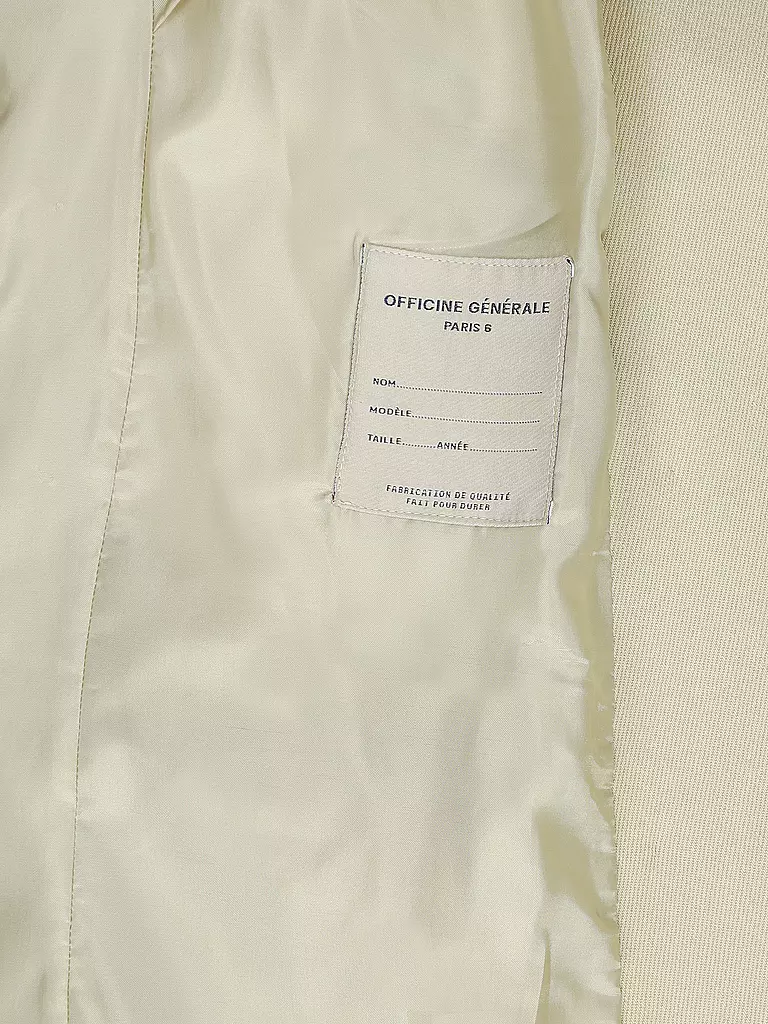 OFFICINE GÉNÉRALE
PARIS 6
NOM..............................
MODÈLE..............................
TAILLE..........ANNÉE....................
FABRICATION DE QUALITÉ
FAIT POUR DURER